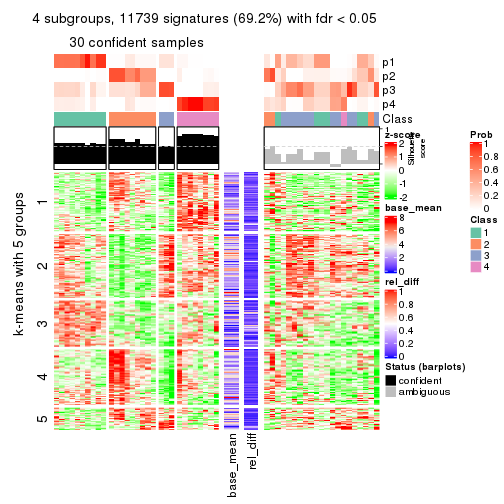 4 subgroups, 11739 signatures (69.2%) with fdr < 0.05
30 confident samples
p1
p2
p3
p4
Class
z-score
2
1
0
-1
-2
Silhouette
score
1
0
base_mean
8
6
4
2
0
rel_diff
1
0.8
0.6
0.4
0.2
0
Status (barplots)
confident
ambiguous
Prob
1
0.8
0.6
0.4
0.2
0
Class
1
2
3
4
k-means with 5 groups
1
2
3
4
5
base_mean
rel_diff